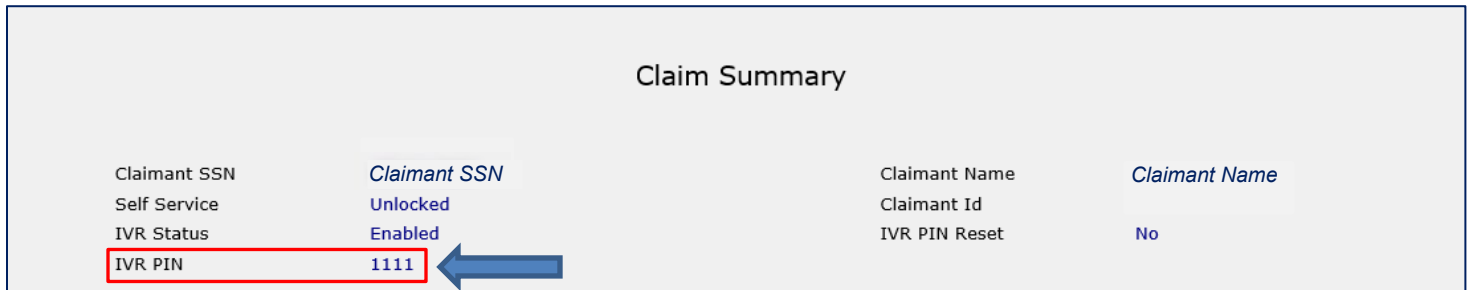 Claim Summary
Claimant SSN Claimant SSN Claimant Name Claimant Name
Self Service Unlocked Claimant Id
IVR Status Enabled IVR PIN Reset No
IVR PIN 1111